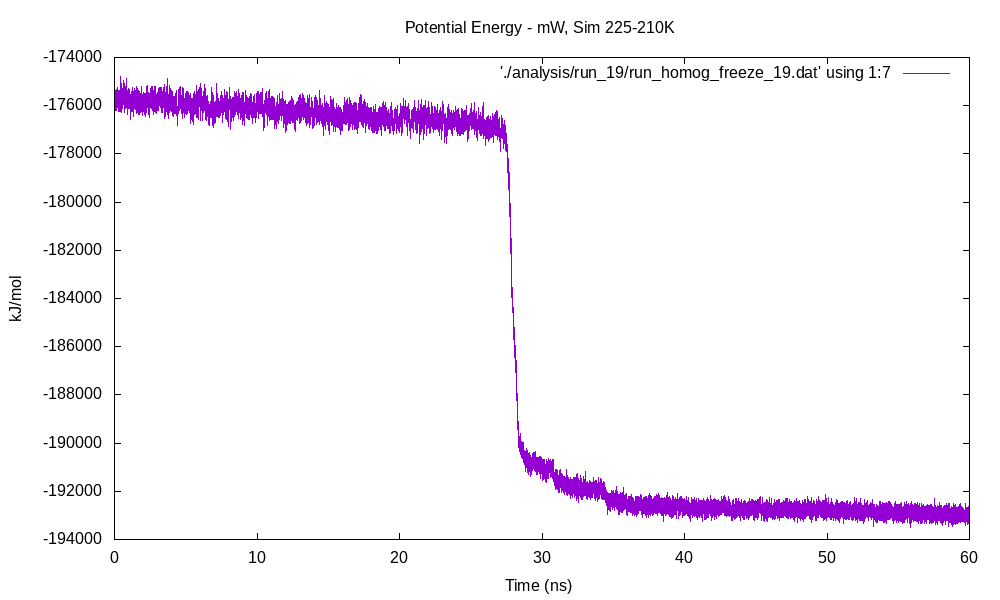 Potential Energy - mW, Sim 225-210K
'./analysis/run_19/run_homog_freeze_19.dat' using 1:7
-174000
-176000
-178000
-180000
-182000
-184000
-186000
-188000
-190000
-192000
-194000
kJ/mol
0 10 20 30 40 50 60
Time (ns)